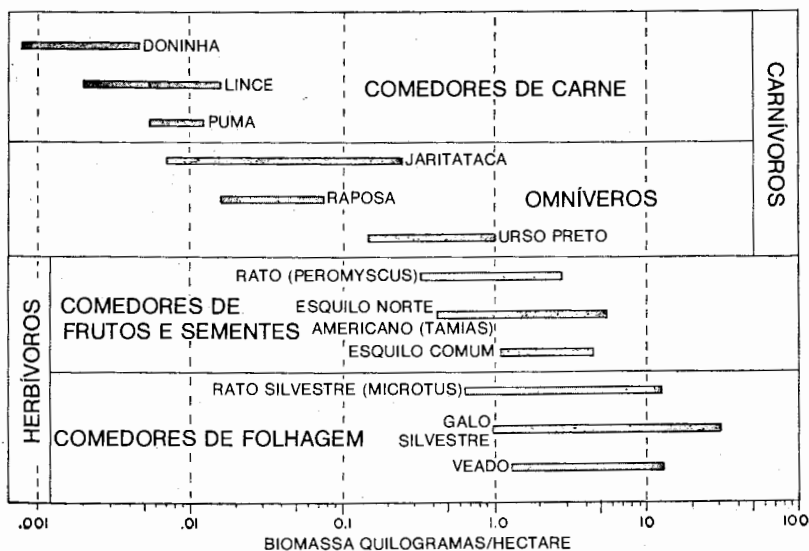 DONINHA
LINCE
COMEDORES DE CARNE
PUMA
CARNÍVOROS
JARITATACA
RAPOSA
OMNÍVEROS
URSO PRETO
HERBÍVOROS
RATO (PEROMYSCUS)
COMEDORES DE
FRUTOS E SEMENTES
ESQUILO NORTE
AMERICANO (TAMIAS)
ESQUILO COMUM
RATO SILVESTRE (MICROTUS)
COMEDORES DE FOLHAGEM
GALO
SILVESTRE
VEADO
.001 .01 0.1 1.0 10 100
BIOMASSA QUILOGRAMAS/HECTARE